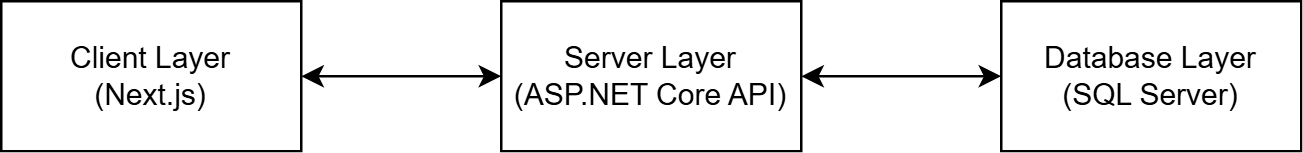 Client Layer
(Next.js)
Server Layer
(ASP.NET Core API)
Database Layer
(SQL Server)